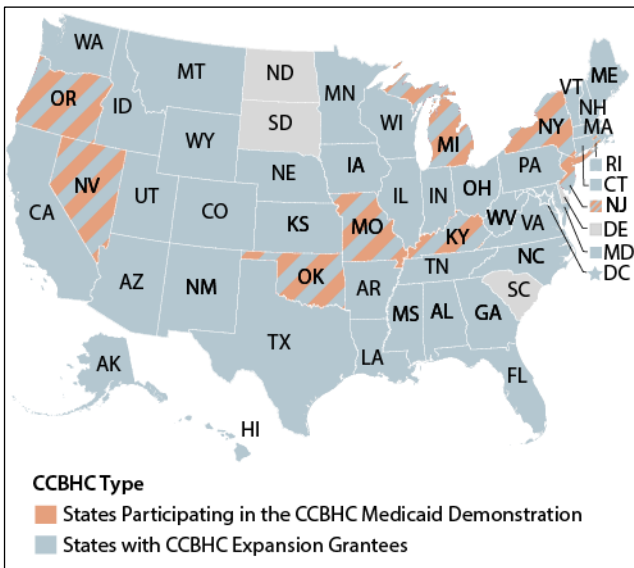 WA
MT
ND
MN
OR
ID
SD
WI
MI
VT
ME
NH
NY
MA
WY
IA
NE
PA
RI
CT
NJ
DE
MD
DC
NV
UT
CO
CA
KS
MO
IL
IN
OH
WV
VA
KY
NC
TN
SC
AZ
NM
OK
AR
MS
AL
GA
TX
LA
FL
AK
HI
CCBHC Type
States Participating in the CCBHC Medicaid Demonstration
States with CCBHC Expansion Grantees